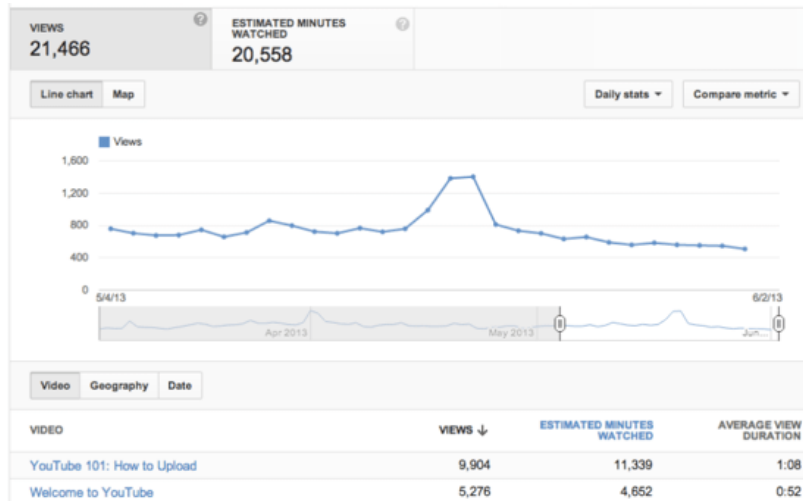 VIEWS
21,466
ESTIMATED MINUTES
WATCHED
20,558
Line chart Map Daily stats Compare metric
Views
1,600
1,200
800
400
0
5/4/13 6/2/13
Apr 2013 May 2013 Jun...
Video Geography Date
VIDEO VIEWS ↓ ESTIMATED MINUTES WATCHED AVERAGE VIEW DURATION
YouTube 101: How to Upload 9,904 11,339 1:08
Welcome to YouTube 5,276 4,652 0:52